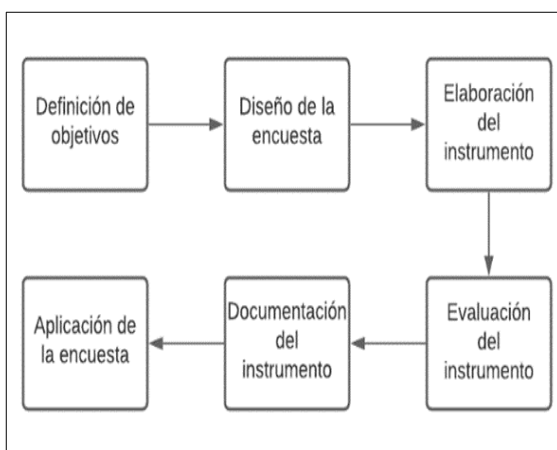 Definición de
objetivos
Diseño de la
encuesta
Elaboración
del
instrumento
Evaluación
del
instrumento
Documentación
del
instrumento
Aplicación de
la encuesta